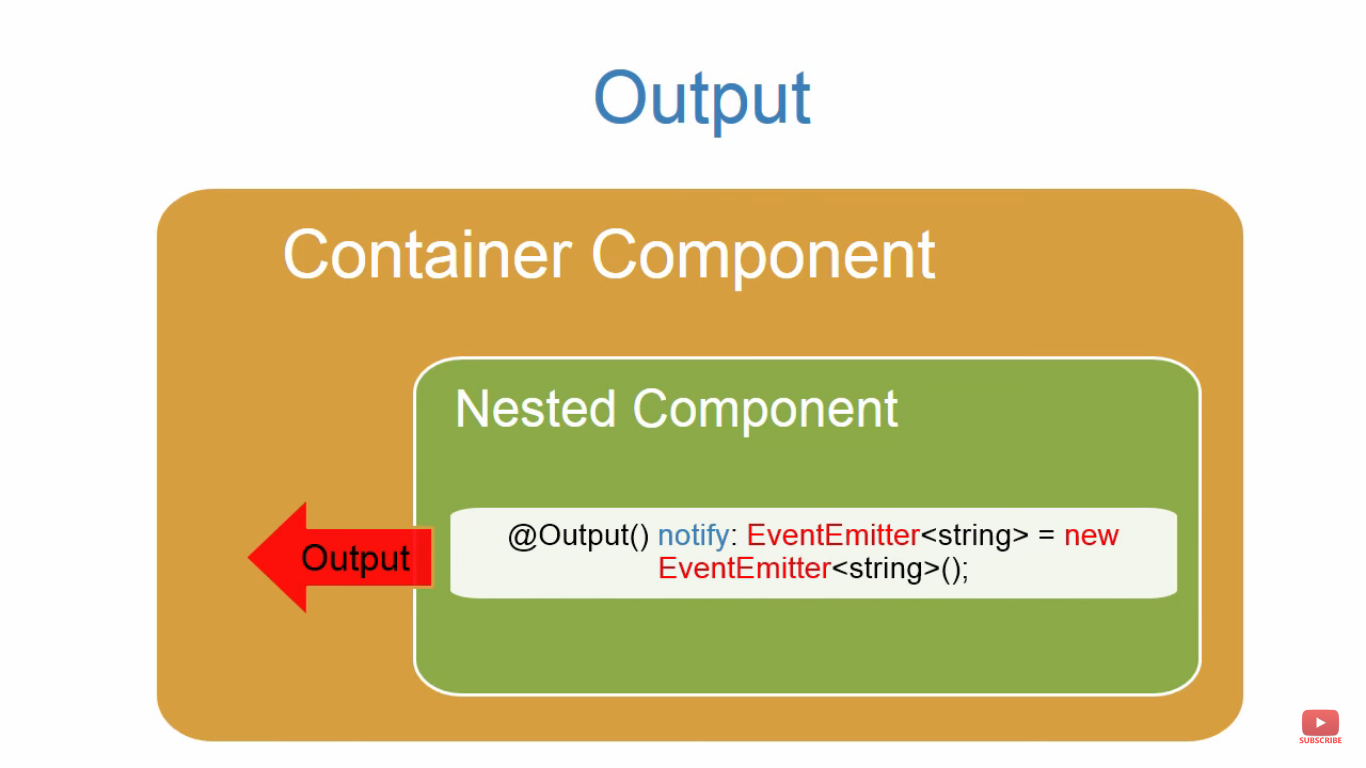 Output
Container Component
Nested Component
@Output() notify: EventEmitter<string> = new
EventEmitter<string>();
Output
SUBSCRIBE